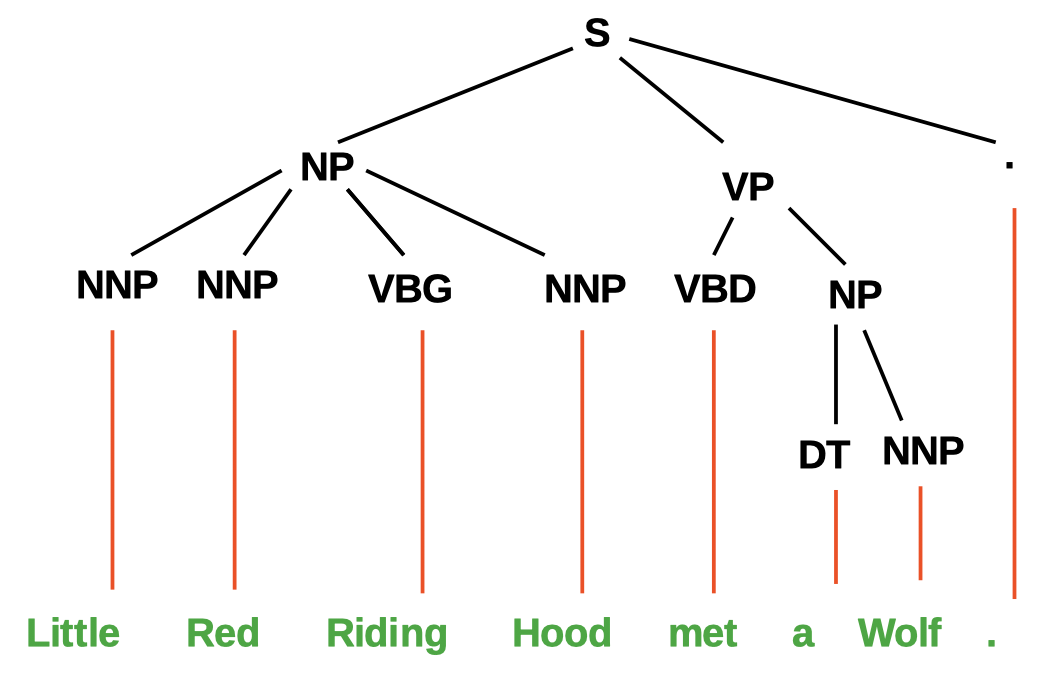 S
NP VP .
NNP NNP VBG NNP VBD NP
DT NNP
Little Red Riding Hood met a Wolf .